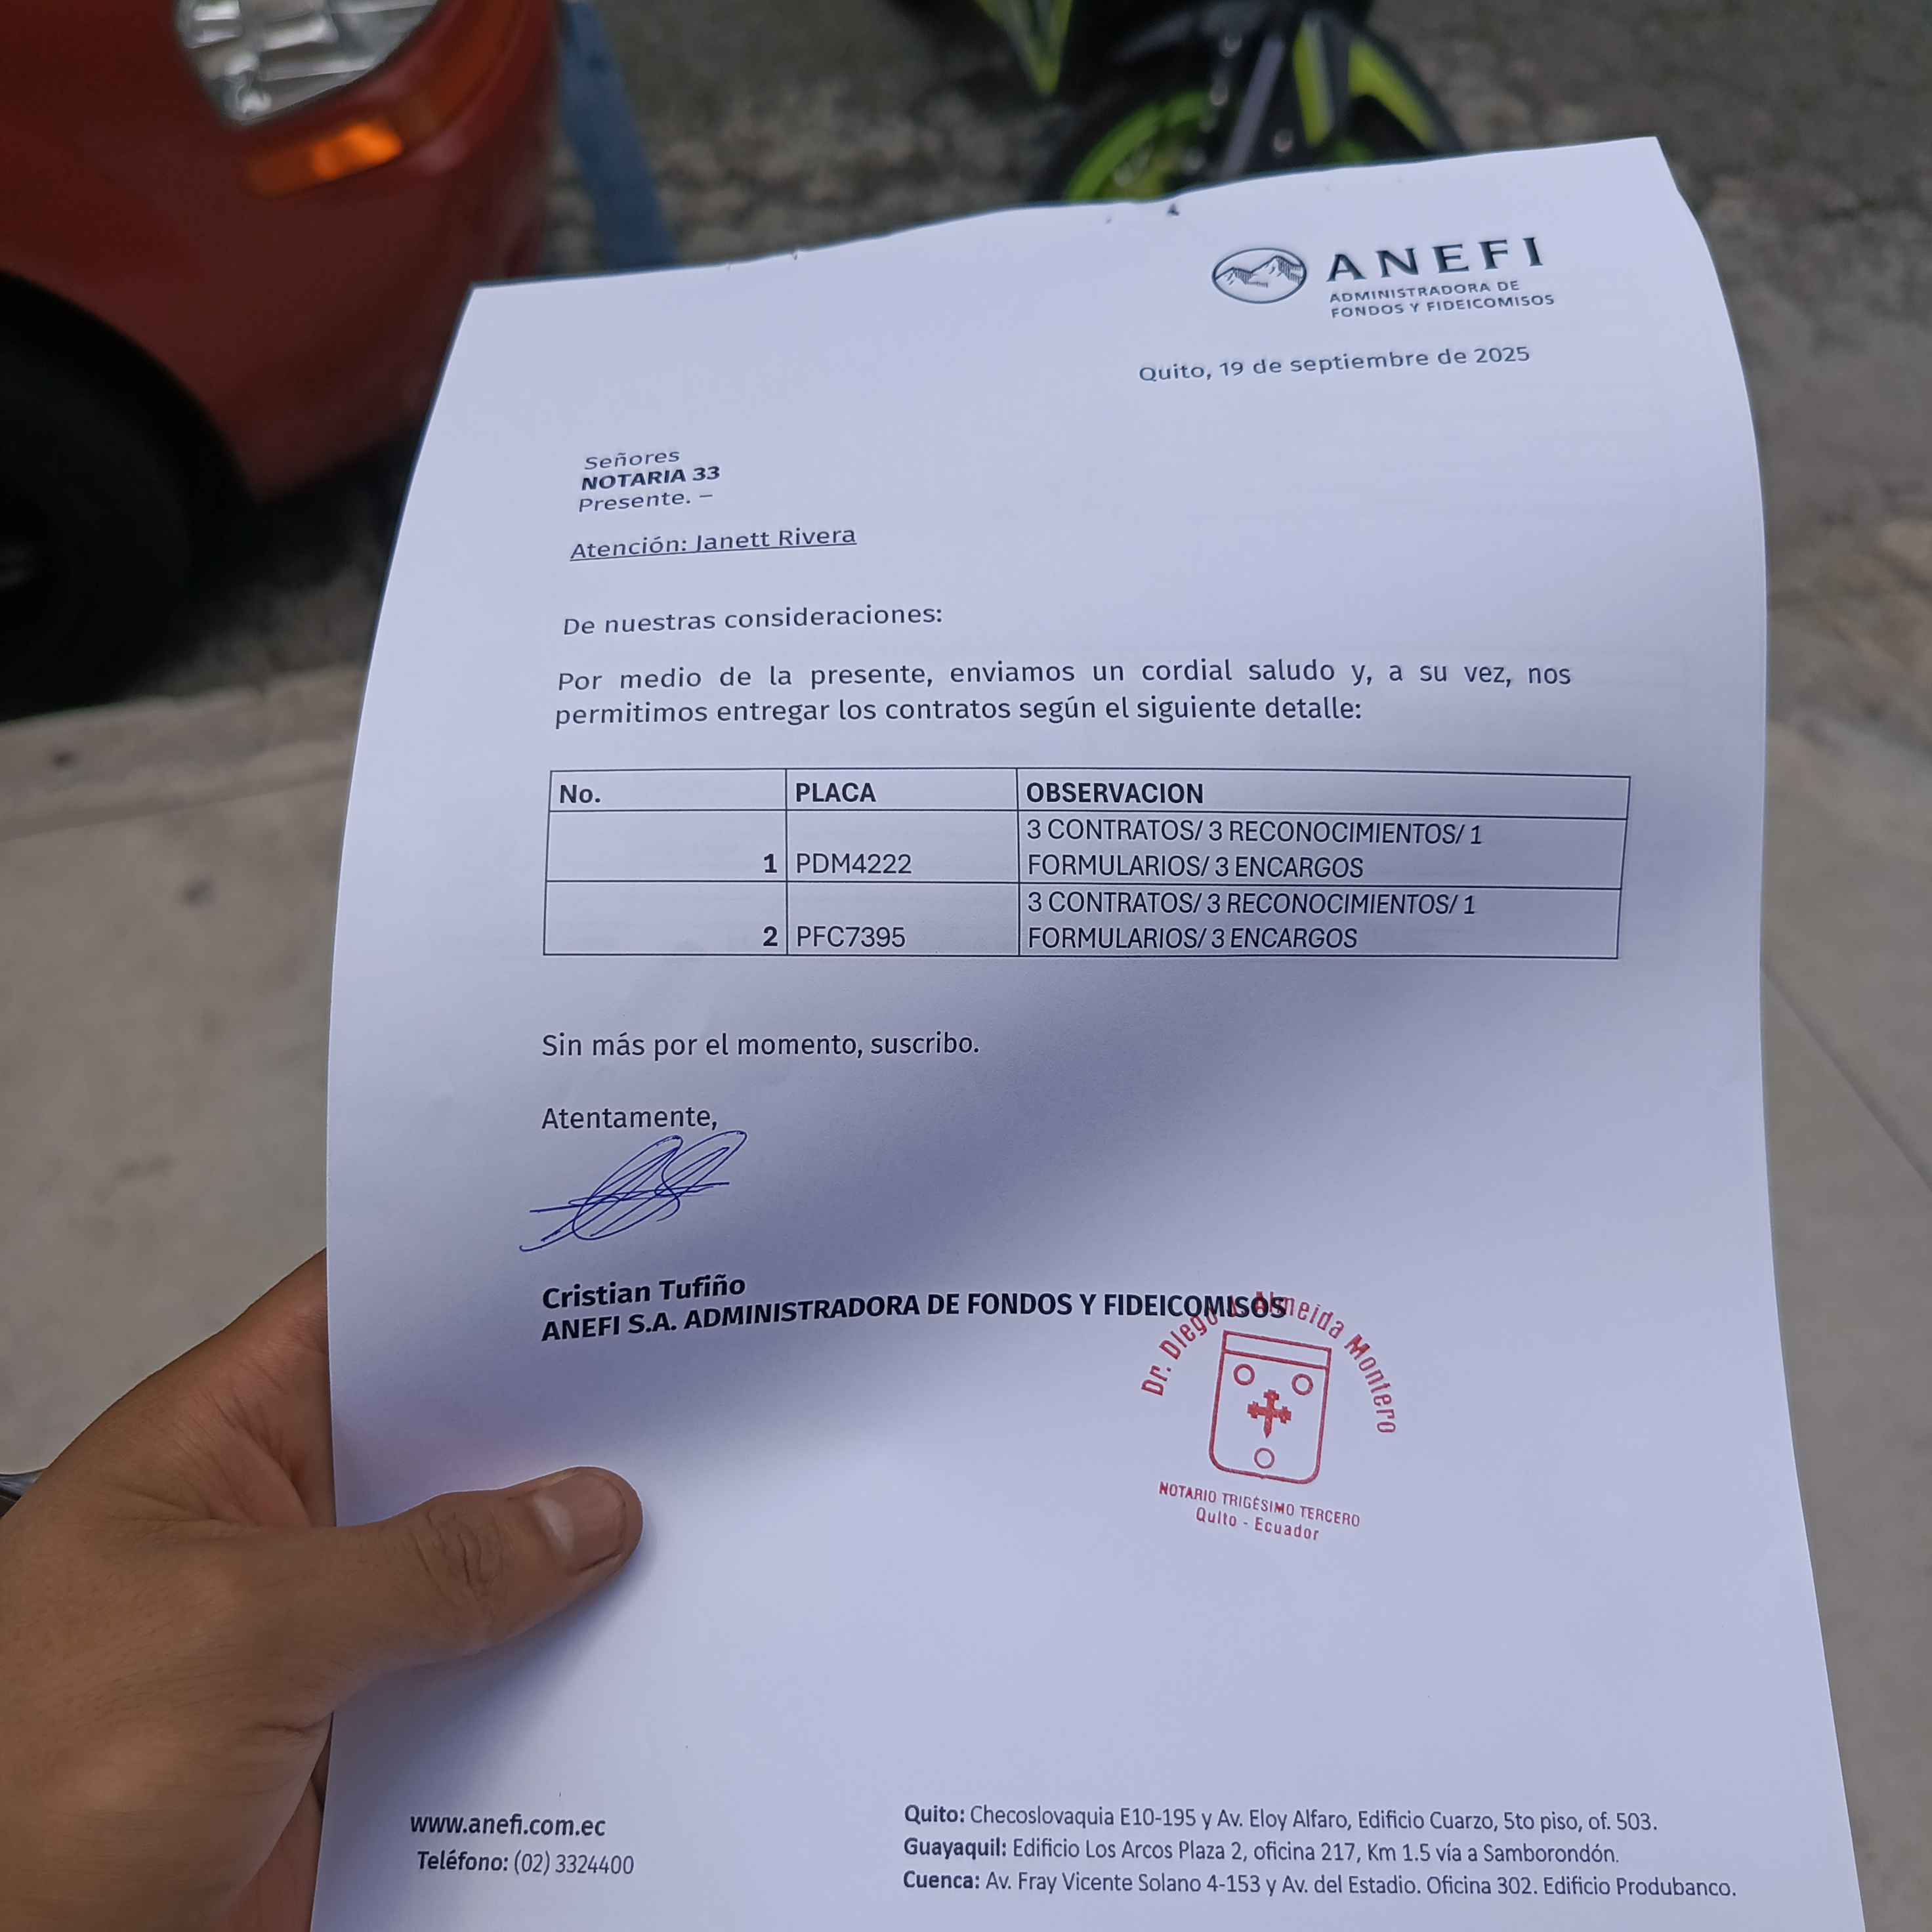 ANEFI
ADMINISTRADORA DE
FONDOS Y FIDEICOMISOS
Quito, 19 de septiembre de 2025
Señores
NOTARIA 33
Presente. –
Atención: Janett Rivera
De nuestras consideraciones:
Por medio de la presente, enviamos un cordial saludo y, a su vez, nos
permitimos entregar los contratos según el siguiente detalle:
No. PLACA OBSERVACION
3 CONTRATOS/ 3 RECONOCIMIENTOS/ 1
1 PDM4222 FORMULARIOS/ 3 ENCARGOS
3 CONTRATOS/ 3 RECONOCIMIENTOS/ 1
2 PFC7395 FORMULARIOS/ 3 ENCARGOS
Sin más por el momento, suscribo.
Atentamente,
Cristian Tufiño
ANEFI S.A. ADMINISTRADORA DE FONDOS Y FIDEICOMISOS
Dr. Diego Almeida Montero
NOTARIO TRIGÉSIMO TERCERO
Quito - Ecuador
www.anefi.com.ec
Teléfono: (02) 3324400
Quito: Checoslovaquia E10-195 y Av. Eloy Alfaro, Edificio Cuarzo, 5to piso, of. 503.
Guayaquil: Edificio Los Arcos Plaza 2, oficina 217, Km 1.5 vía a Samborondón.
Cuenca: Av. Fray Vicente Solano 4-153 y Av. del Estadio. Oficina 302. Edificio Produbanco.